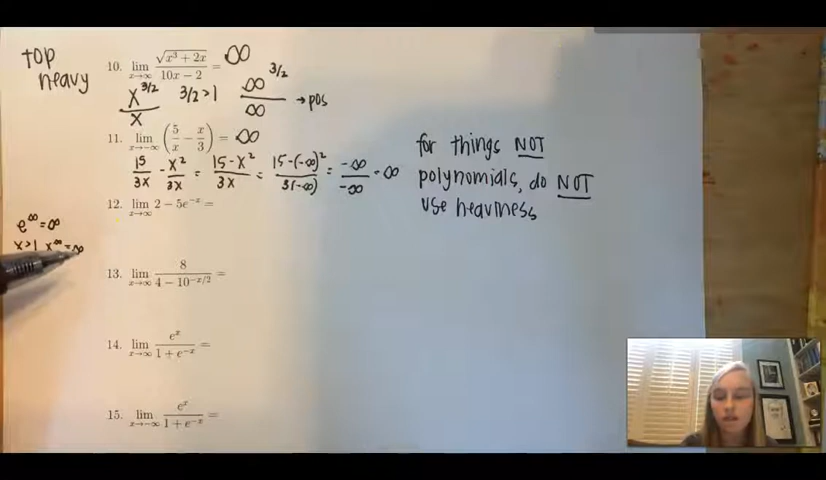 top
heavy
10. lim x→∞ √(x³ + 2x) / (10x − 2) = ∞
x^(3/2) / x 3/2 > 1 ∞^(3/2) / ∞ → pos
11. lim x→−∞ (5/x − x/3) = ∞
15/3x − x²/3x = (15 − x²)/3x = (15 − (−∞)²)/3(−∞) = −∞/−∞ = ∞
for things NOT
polynomials, do NOT
use heaviness
12. lim x→∞ 2 − 5e^(−x) =
e^∞ = ∞
x > 1 x^∞ = ∞
13. lim x→∞ 8 / (4 − 10^(−x/2)) =
14. lim x→∞ e^x / (1 + e^(−x)) =
15. lim x→−∞ e^x / (1 + e^(−x)) =